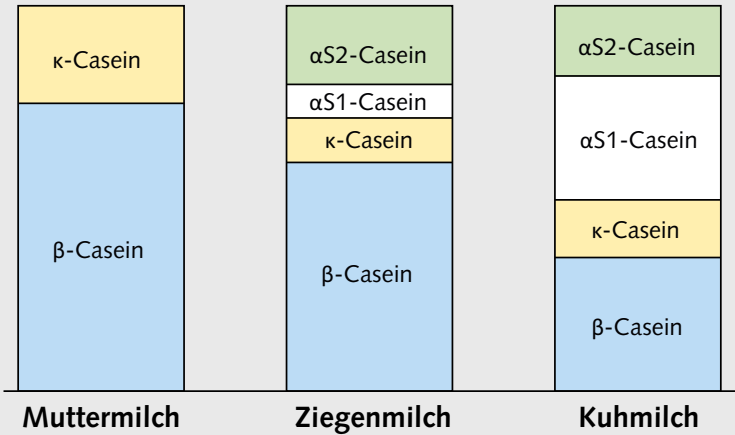 κ-Casein
β-Casein
Muttermilch
αS2-Casein
αS1-Casein
κ-Casein
β-Casein
Ziegenmilch
αS2-Casein
αS1-Casein
κ-Casein
β-Casein
Kuhmilch